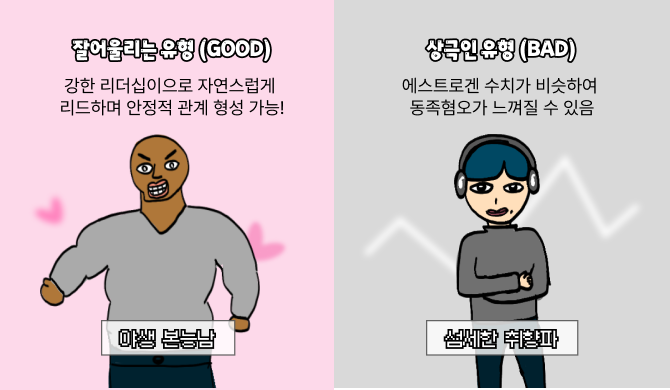 잘어울리는 유형 (GOOD)
강한 리더십이으로 자연스럽게
리드하며 안정적 관계 형성 가능!
야생 본능남
상극인 유형 (BAD)
에스트로겐 수치가 비슷하여
동족혐오가 느껴질 수 있음
섬세한 취향파